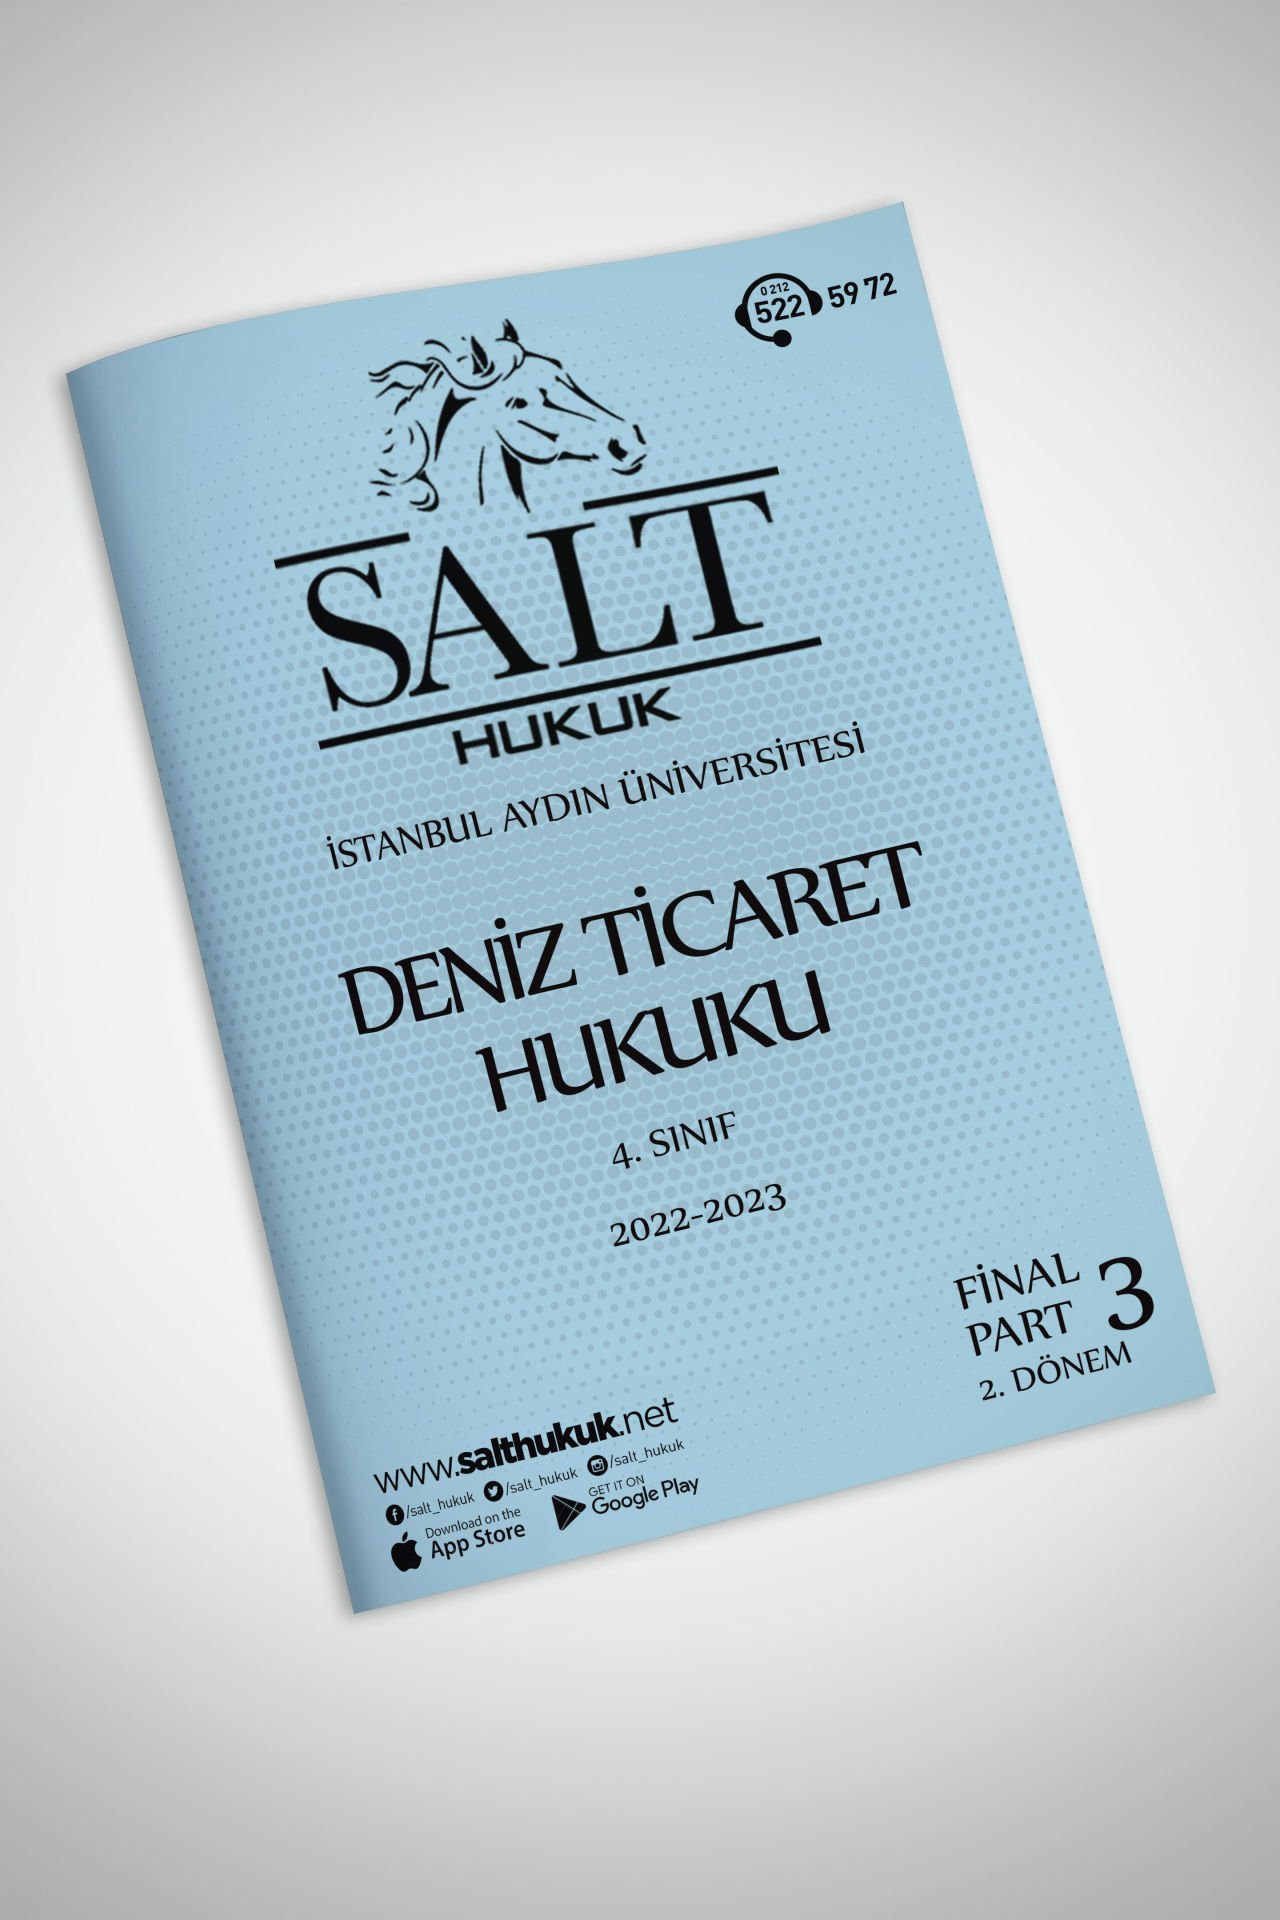 0 212
522 59 72
SALT
HUKUK
İSTANBUL AYDIN ÜNİVERSİTESİ
DENİZ TİCARET
HUKUKU
4. SINIF
2022-2023
FİNAL
PART 3
2. DÖNEM
www.salthukuk.net
/salt_hukuk /salt_hukuk /salt_hukuk
Download on the
App Store
GET IT ON
Google Play